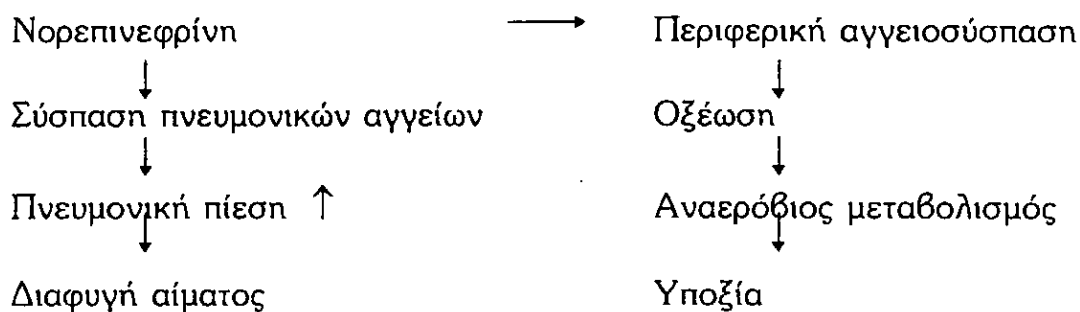 Νορεπινεφρίνη → Περιφερική αγγειοσύσπαση
↓ ↓
Σύσπαση πνευμονικών αγγείων Οξέωση
↓ ↓
Πνευμονική πίεση ↑ Αναερόβιος μεταβολισμός
↓ ↓
Διαφυγή αίματος Υποξία